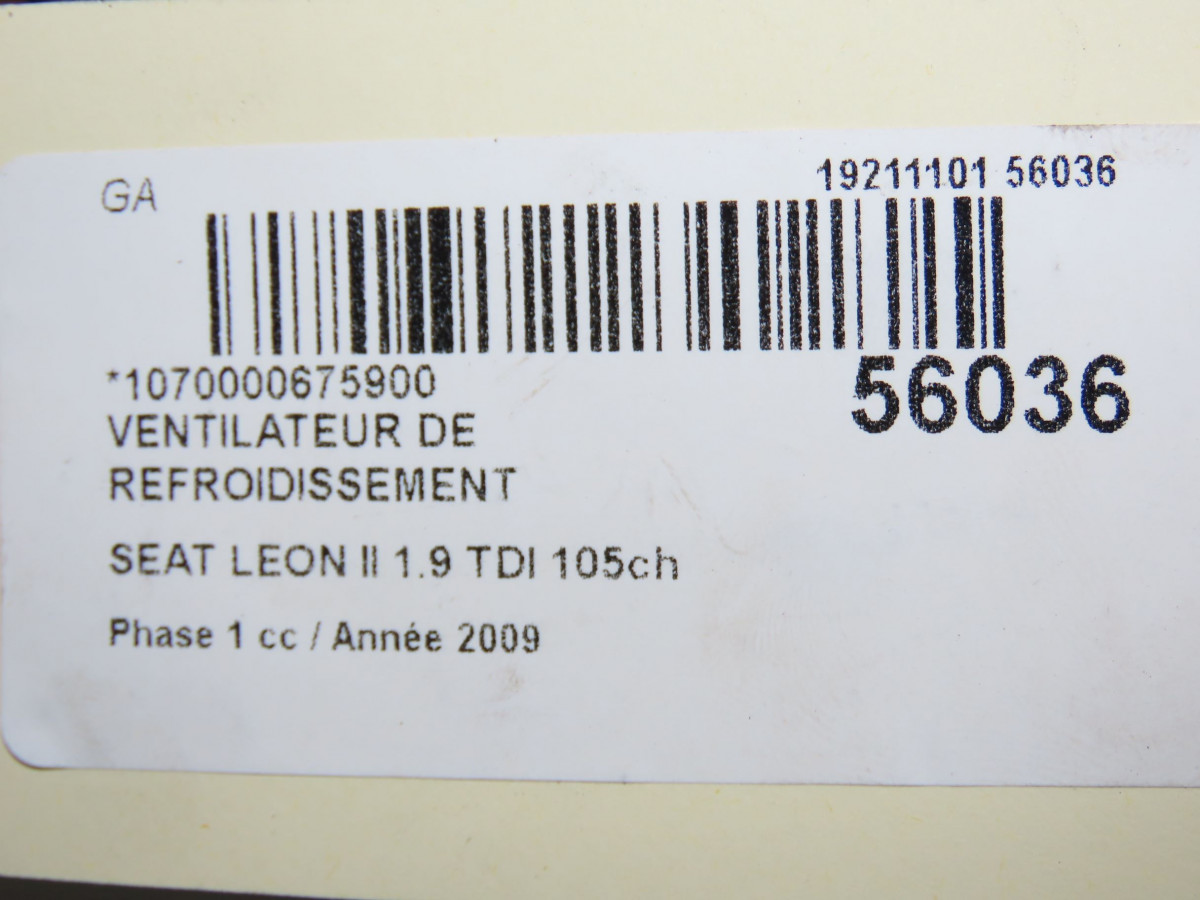 GA
19211101 56036
*1070000675900
56036
VENTILATEUR DE
REFROIDISSEMENT
SEAT LEON II 1.9 TDI 105ch
Phase 1 cc / Année 2009